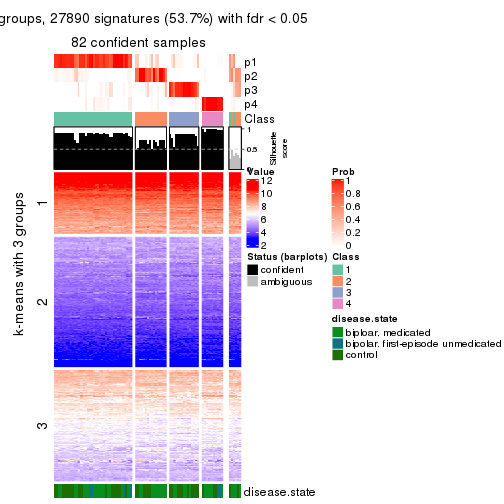 groups, 27890 signatures (53.7%) with fdr < 0.05
82 confident samples
p1
p2
p3
p4
Class
1
0.5
0
Silhouette
score
k-means with 3 groups
1
2
3
Value
12
10
8
6
4
2
Prob
1
0.8
0.6
0.4
0.2
0
Status (barplots)
confident
ambiguous
Class
1
2
3
4
disease.state
biploar, medicated
bipolar, first-episode unmedicated
control
disease.state